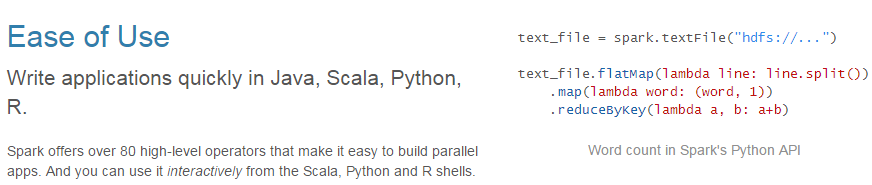 Ease of Use
Write applications quickly in Java, Scala, Python,
R.
Spark offers over 80 high-level operators that make it easy to build parallel
apps. And you can use it interactively from the Scala, Python and R shells.
text_file = spark.textFile("hdfs://...")
text_file.flatMap(lambda line: line.split())
    .map(lambda word: (word, 1))
    .reduceByKey(lambda a, b: a+b)
Word count in Spark's Python API